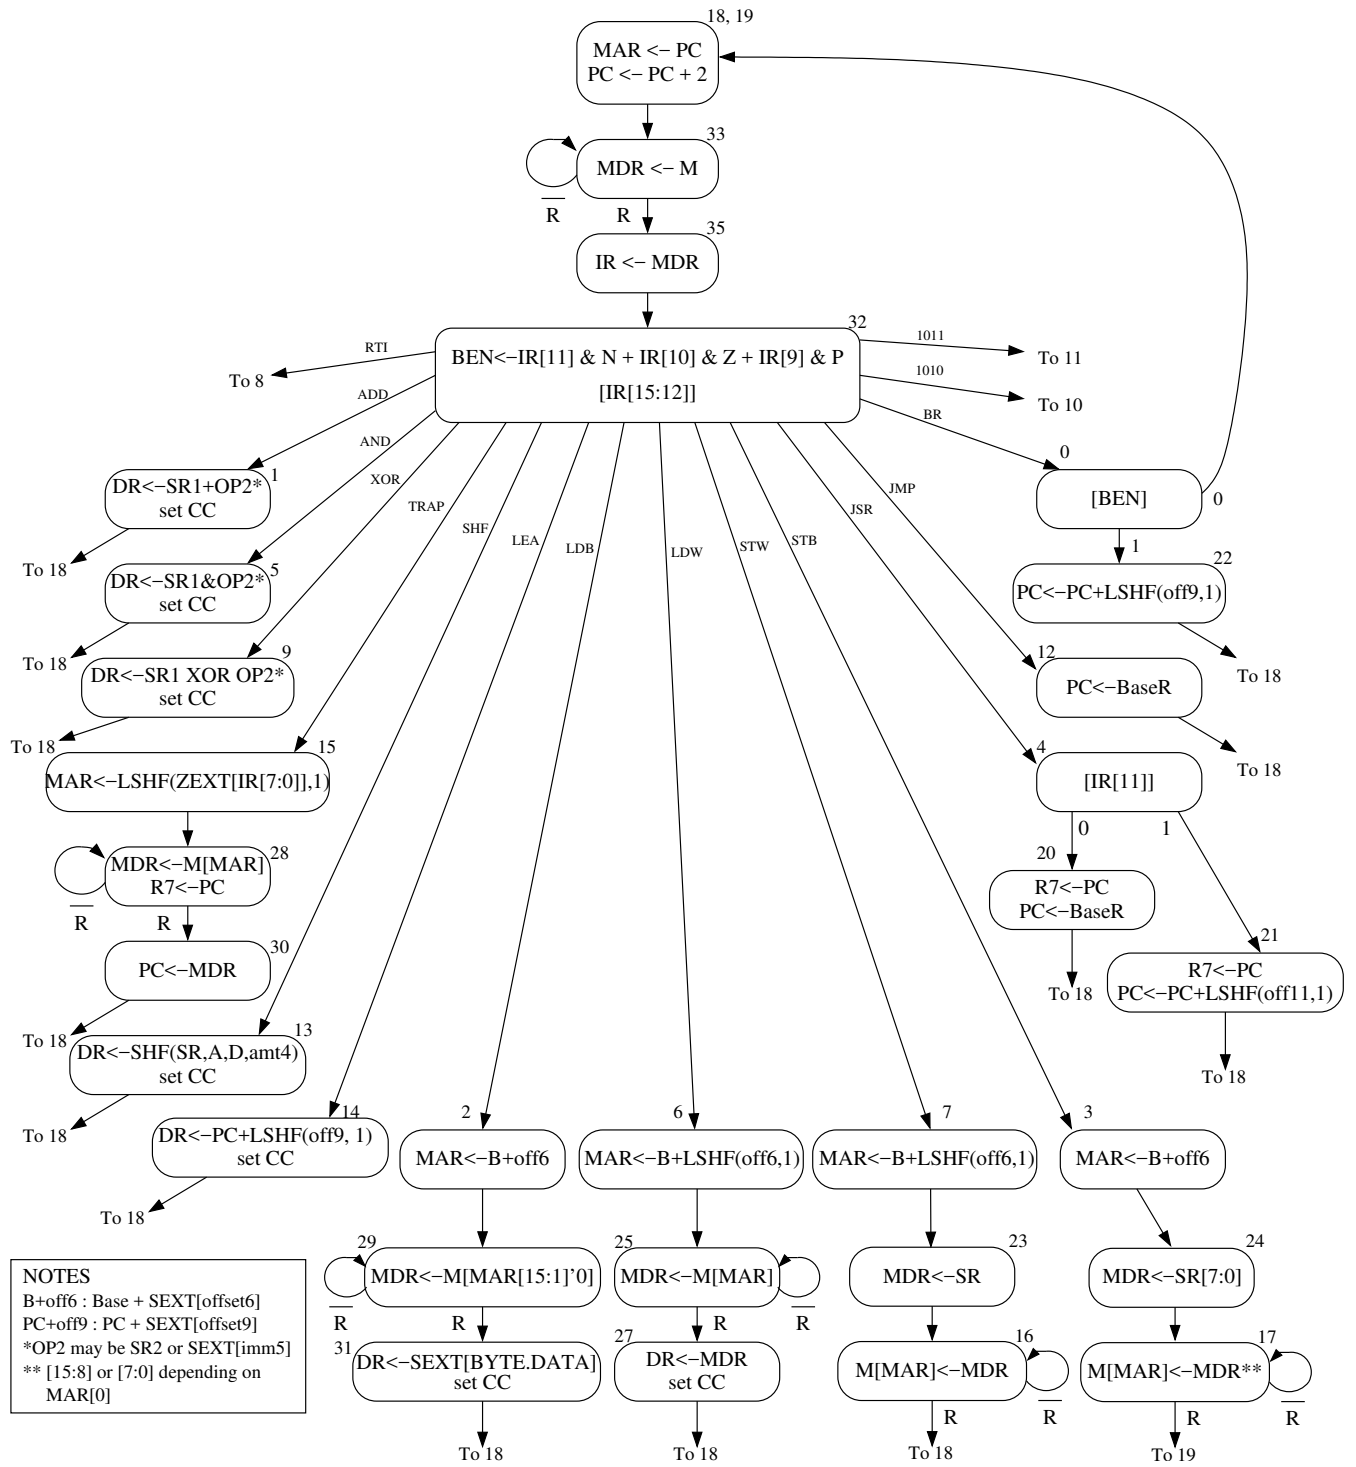 18, 19
MAR <− PC
PC <− PC + 2
33
MDR <− M
R
R
35
IR <− MDR
32
BEN<−IR[11] & N + IR[10] & Z + IR[9] & P
[IR[15:12]]
RTI
To 8
1011
To 11
1010
To 10
ADD
AND
XOR
TRAP
SHF
LEA
LDB
LDW
STW
STB
JSR
JMP
BR
1
DR<−SR1+OP2*
set CC
To 18
5
DR<−SR1&OP2*
set CC
To 18
9
DR<−SR1 XOR OP2*
set CC
To 18
15
MAR<−LSHF(ZEXT[IR[7:0]],1)
28
MDR<−M[MAR]
R7<−PC
R
R
30
PC<−MDR
To 18
13
DR<−SHF(SR,A,D,amt4)
set CC
To 18
14
DR<−PC+LSHF(off9, 1)
set CC
To 18
0
[BEN]
0
1
22
PC<−PC+LSHF(off9,1)
To 18
12
PC<−BaseR
To 18
4
[IR[11]]
0
1
20
R7<−PC
PC<−BaseR
To 18
21
R7<−PC
PC<−PC+LSHF(off11,1)
To 18
2
MAR<−B+off6
29
MDR<−M[MAR[15:1]’0]
R
R
31
DR<−SEXT[BYTE.DATA]
set CC
To 18
6
MAR<−B+LSHF(off6,1)
25
MDR<−M[MAR]
R
R
27
DR<−MDR
set CC
To 18
7
MAR<−B+LSHF(off6,1)
23
MDR<−SR
16
M[MAR]<−MDR
R
R
To 18
3
MAR<−B+off6
24
MDR<−SR[7:0]
17
M[MAR]<−MDR**
R
R
To 19
NOTES
B+off6 : Base + SEXT[offset6]
PC+off9 : PC + SEXT[offset9]
*OP2 may be SR2 or SEXT[imm5]
** [15:8] or [7:0] depending on
MAR[0]